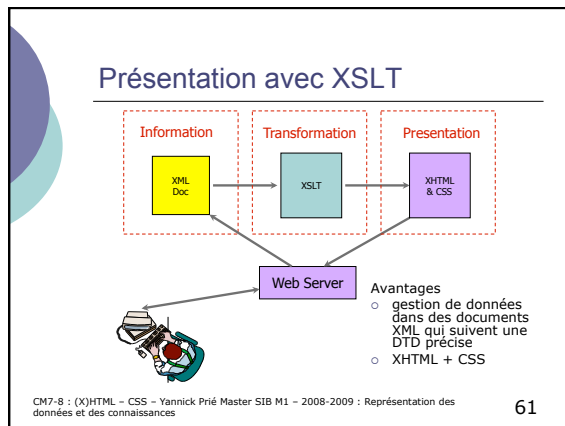 Présentation avec XSLT
Information
Transformation
Presentation
XML
Doc
XSLT
XHTML
& CSS
Web Server
Avantages
○ gestion de données
dans des documents
XML qui suivent une
DTD précise
○ XHTML + CSS
CM7-8 : (X)HTML – CSS – Yannick Prié Master SIB M1 – 2008-2009 : Représentation des
données et des connaissances
61